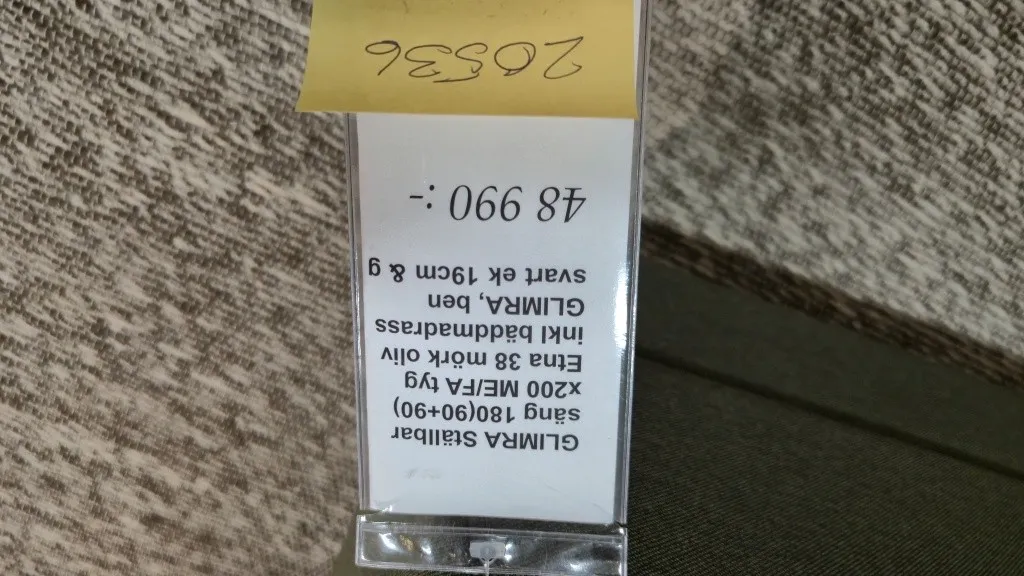 GLIMRA Ställbar
säng 180(90+90)
x200 ME/FA tyg
Etna 38 mörk oliv
inkl bäddmadrass
GLIMRA, ben
svart ek 19cm & g
48 990 :-
20536